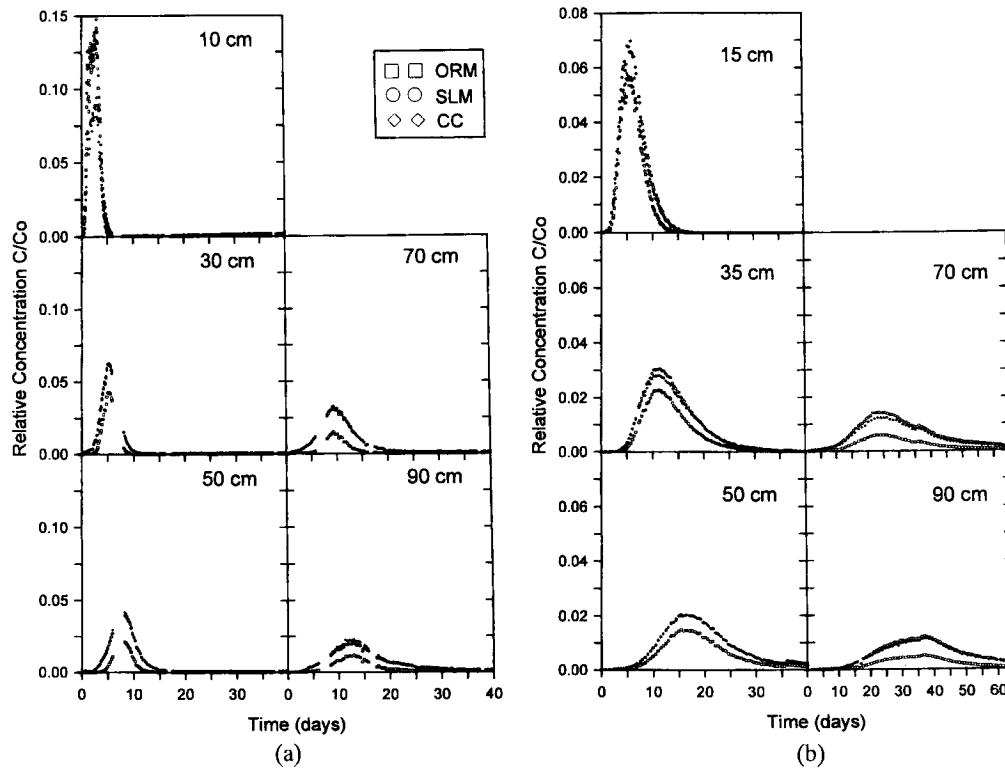 0.15
0.10
0.05
0.00
10 cm
ORM
SLM
CC
Relative Concentration C/Co
0.10
0.05
0.00
30 cm
70 cm
0.10
0.05
0.00
50 cm
90 cm
0 10 20 30 0 10 20 30 40
Time (days)
(a)
0.08
0.06
0.04
0.02
0.00
15 cm
Relative Concentration C/Co
0.06
0.04
0.02
0.00
35 cm
70 cm
0.06
0.04
0.02
0.00
50 cm
90 cm
0 10 20 30 0 10 20 30 40 50 60
Time (days)
(b)